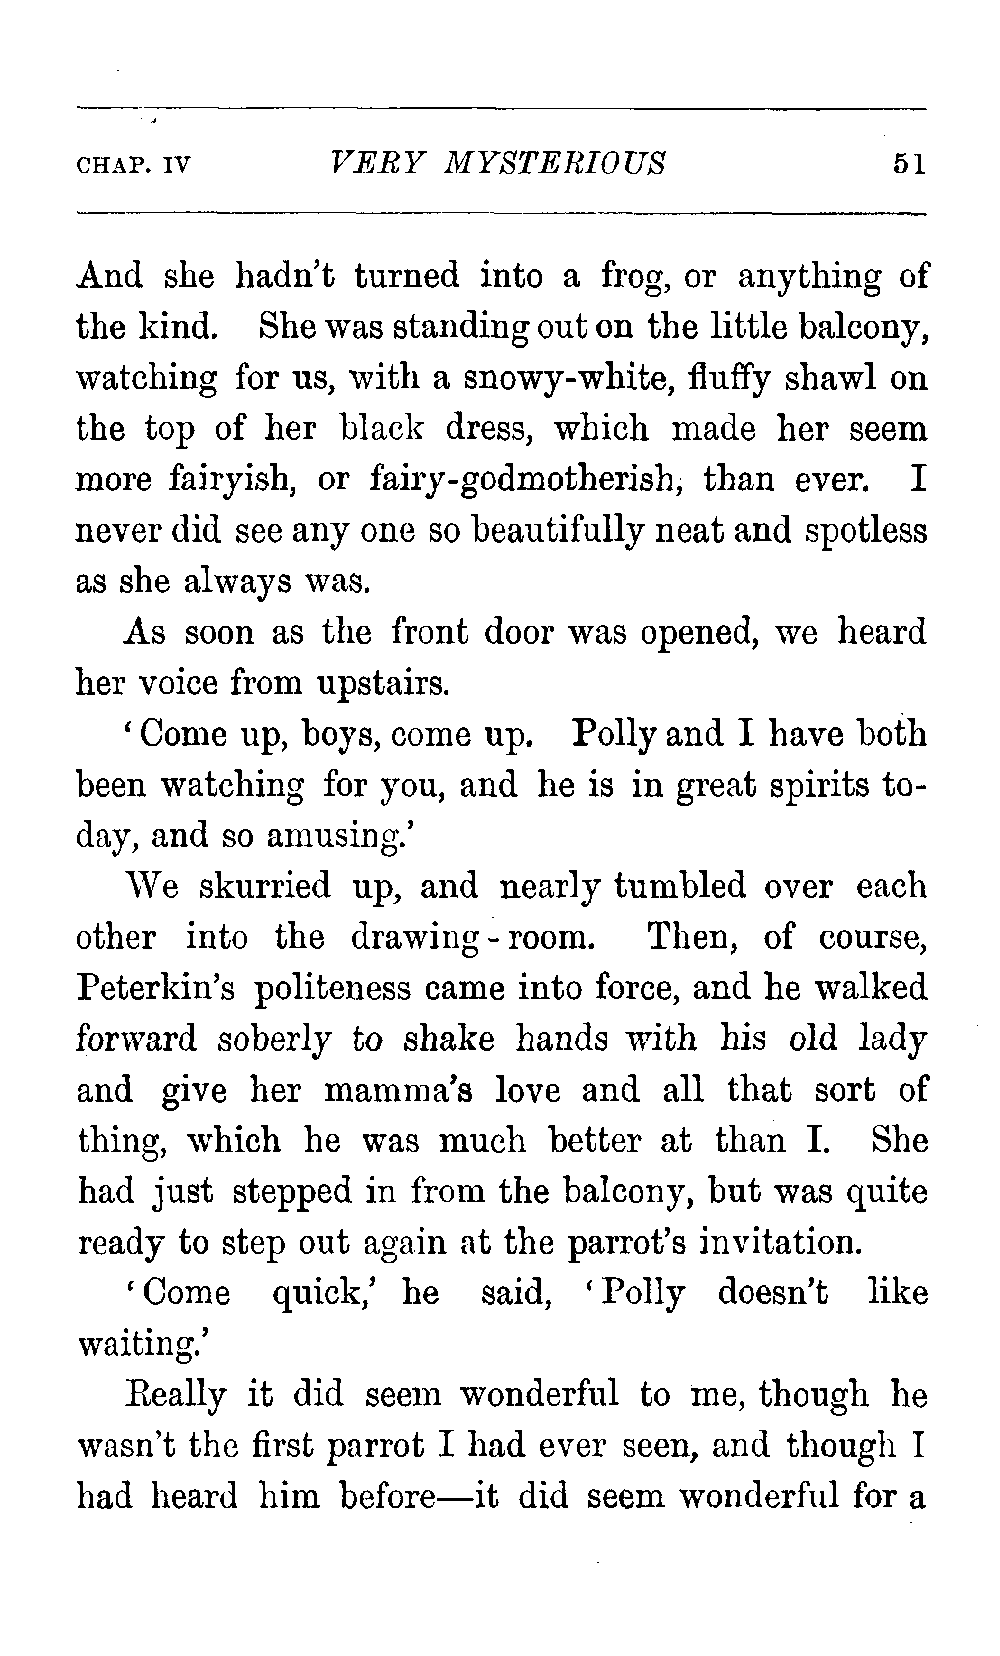 CHAP. IV VERY MYSTERIOUS 51
And she hadn't turned into a frog, or anything of
the kind. She was standing out on the little balcony,
watching for us, with a snowy-white, fluffy shawl on
the top of her black dress, which made her seem
more fairyish, or fairy-godmotherish, than ever. I
never did see any one so beautifully neat and spotless
as she always was.
As soon as the front door was opened, we heard
her voice from upstairs.
‘Come up, boys, come up. Polly and I have both
been watching for you, and he is in great spirits to-
day, and so amusing.’
We skurried up, and nearly tumbled over each
other into the drawing-room. Then, of course,
Peterkin's politeness came into force, and he walked
forward soberly to shake hands with his old lady
and give her mamma's love and all that sort of
thing, which he was much better at than I. She
had just stepped in from the balcony, but was quite
ready to step out again at the parrot's invitation.
‘Come quick,’ he said, ‘Polly doesn't like
waiting.’
Really it did seem wonderful to me, though he
wasn't the first parrot I had ever seen, and though I
had heard him before—it did seem wonderful for a